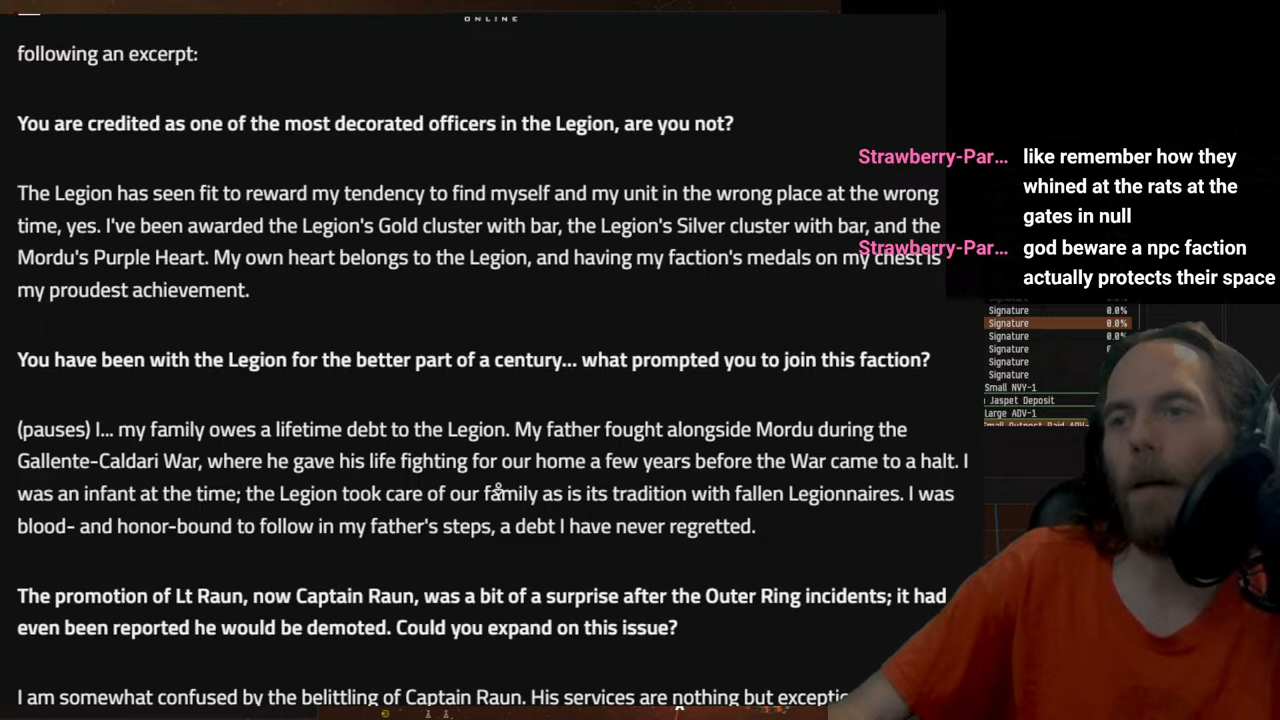 ONLINE
following an excerpt:
You are credited as one of the most decorated officers in the Legion, are you not?
The Legion has seen fit to reward my tendency to find myself and my unit in the wrong place at the wrong
time, yes. I've been awarded the Legion's Gold cluster with bar, the Legion's Silver cluster with bar, and the
Mordu's Purple Heart. My own heart belongs to the Legion, and having my faction's medals on my chest is
my proudest achievement.
You have been with the Legion for the better part of a century... what prompted you to join this faction?
(pauses) I... my family owes a lifetime debt to the Legion. My father fought alongside Mordu during the
Gallente-Caldari War, where he gave his life fighting for our home a few years before the War came to a halt. I
was an infant at the time; the Legion took care of our family as is its tradition with fallen Legionnaires. I was
blood- and honor-bound to follow in my father's steps, a debt I have never regretted.
The promotion of Lt Raun, now Captain Raun, was a bit of a surprise after the Outer Ring incidents; it had
even been reported he would be demoted. Could you expand on this issue?
I am somewhat confused by the belittling of Captain Raun. His services are nothing but
Strawberry-Par... like remember how they
whined at the rats at the
gates in null
Strawberry-Par... god beware a npc faction
actually protects their space
Signature
Signature 0.0%
Signature 0.0%
Signature 0.0%
Signature
Signature
Signature
Small NVY-1
Jaspet Deposit
Large ADV-1
Small Outpost Raid ADV-